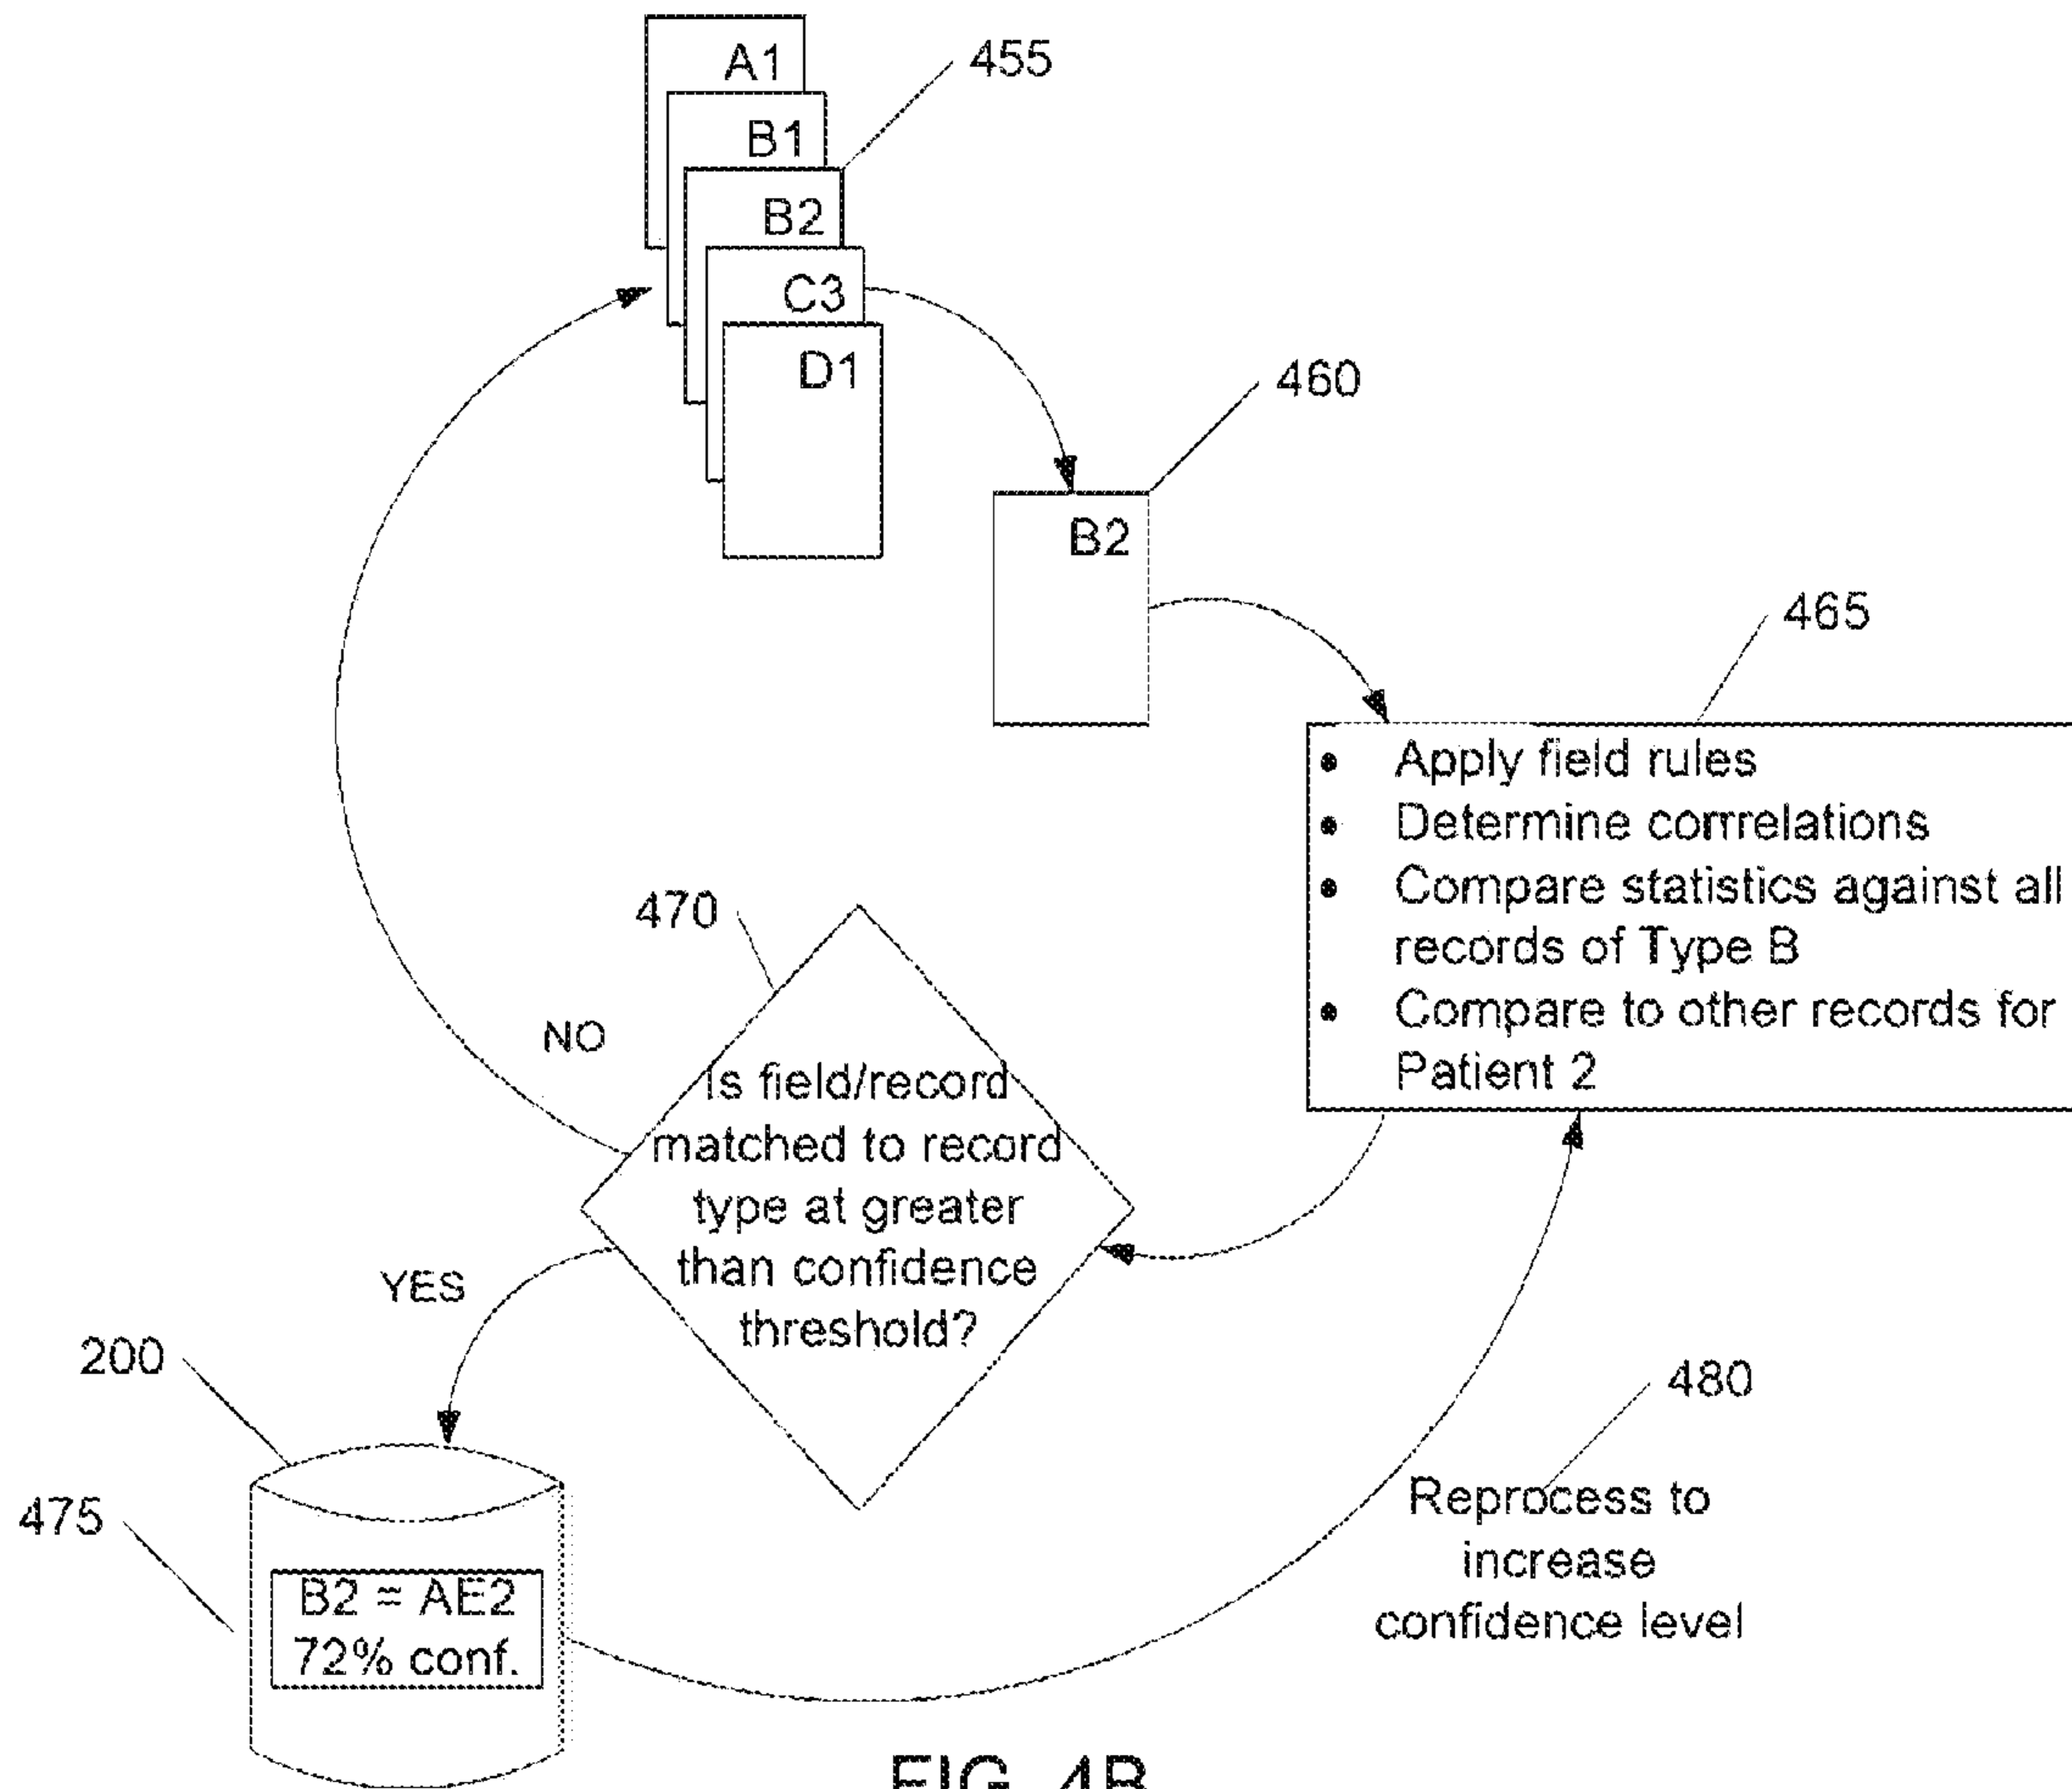 A1
455
B1
B2
C3
D1
460
B2
465
• Apply field rules
• Determine corrrelations
• Compare statistics against all
records of Type B
• Compare to other records for
Patient 2
470
NO
Is field/record
matched to record
type at greater
than confidence
threshold?
YES
200
480
475
Reprocess to
increase
confidence level
B2 = AE2
72% conf.
FIG. 4B